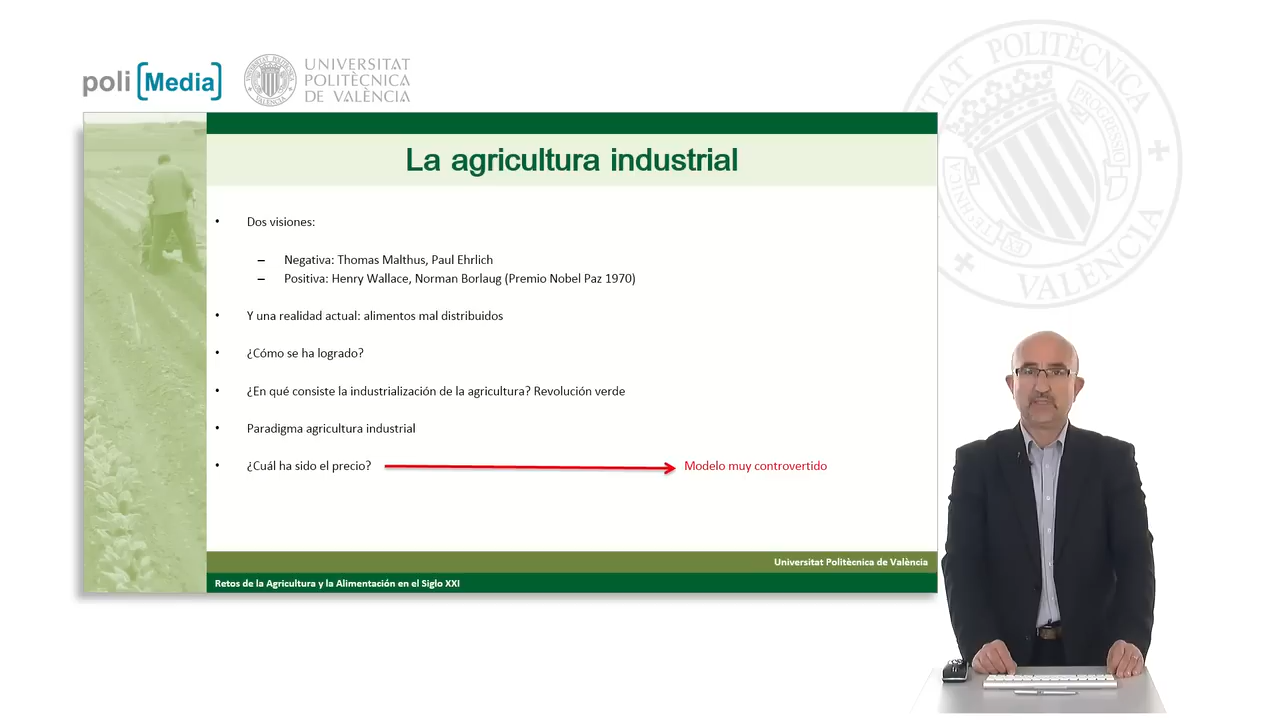 poli [Media]
UNIVERSITAT
POLITÈCNICA
DE VALÈNCIA
La agricultura industrial
• Dos visiones:
– Negativa: Thomas Malthus, Paul Ehrlich
– Positiva: Henry Wallace, Norman Borlaug (Premio Nobel Paz 1970)
• Y una realidad actual: alimentos mal distribuidos
• ¿Cómo se ha logrado?
• ¿En qué consiste la industrialización de la agricultura? Revolución verde
• Paradigma agricultura industrial
• ¿Cuál ha sido el precio? Modelo muy controvertido
Universitat Politècnica de València
Retos de la Agricultura y la Alimentación en el Siglo XXI
POLITÈCNICA
VALÈNCIA
PROGRESSIO